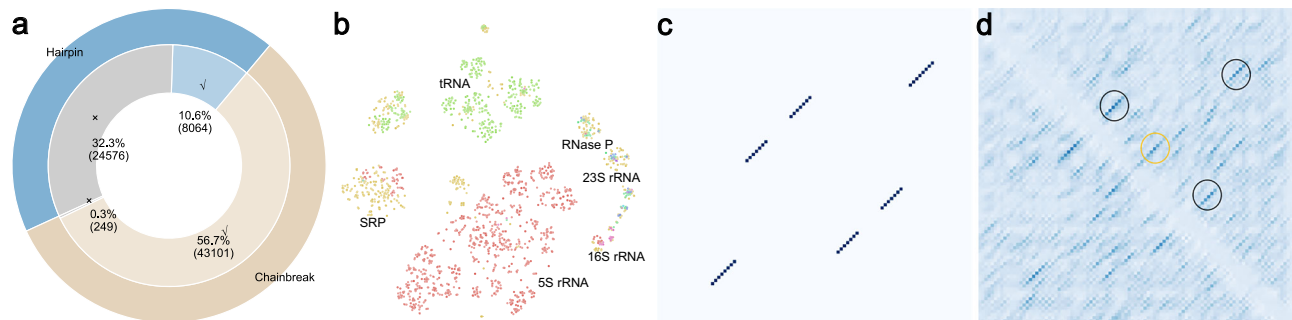 a
Hairpin
√
10.6%
(8064)
×
32.3%
(24576)
×
0.3%
(249)
√
56.7%
(43101)
Chainbreak
b
tRNA
RNase P
23S rRNA
SRP
16S rRNA
5S rRNA
c
d